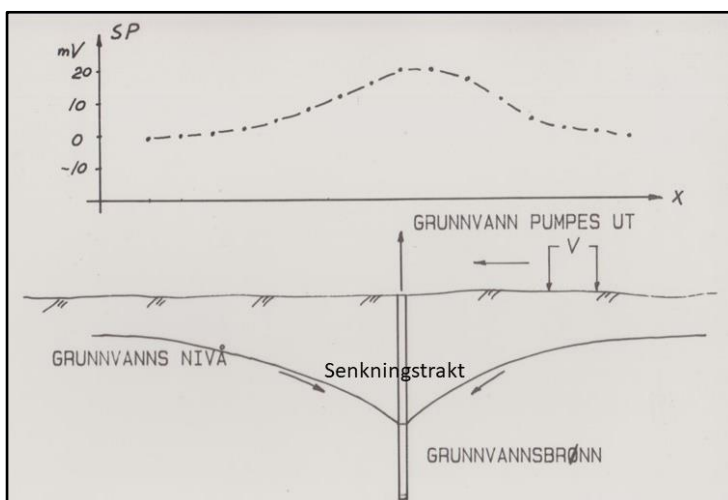 SP
mV
20
10
0
-10
X
GRUNNVANN PUMPES UT
V
GRUNNVANNS NIVÅ
Senkningstrakt
GRUNNVANNSBRØNN